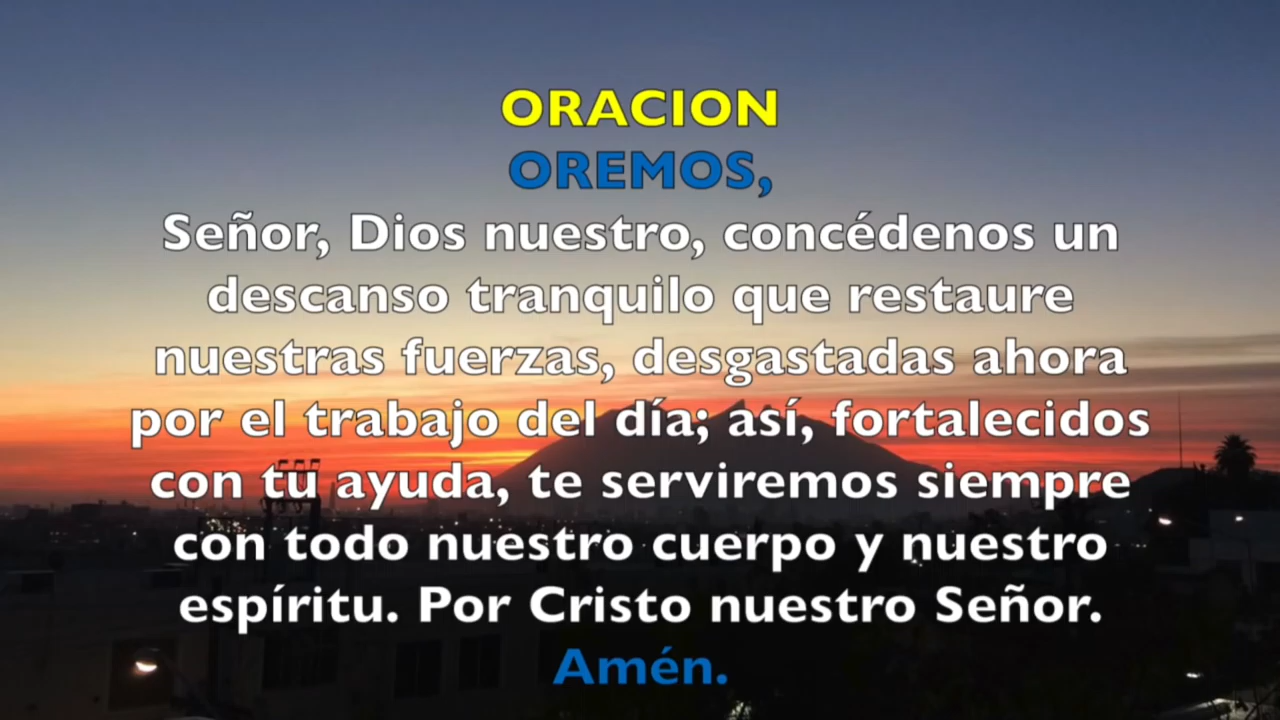 ORACION
OREMOS,
Señor, Dios nuestro, concédenos un
descanso tranquilo que restaure
nuestras fuerzas, desgastadas ahora
por el trabajo del día; así, fortalecidos
con tu ayuda, te serviremos siempre
con todo nuestro cuerpo y nuestro
espíritu. Por Cristo nuestro Señor.
Amén.